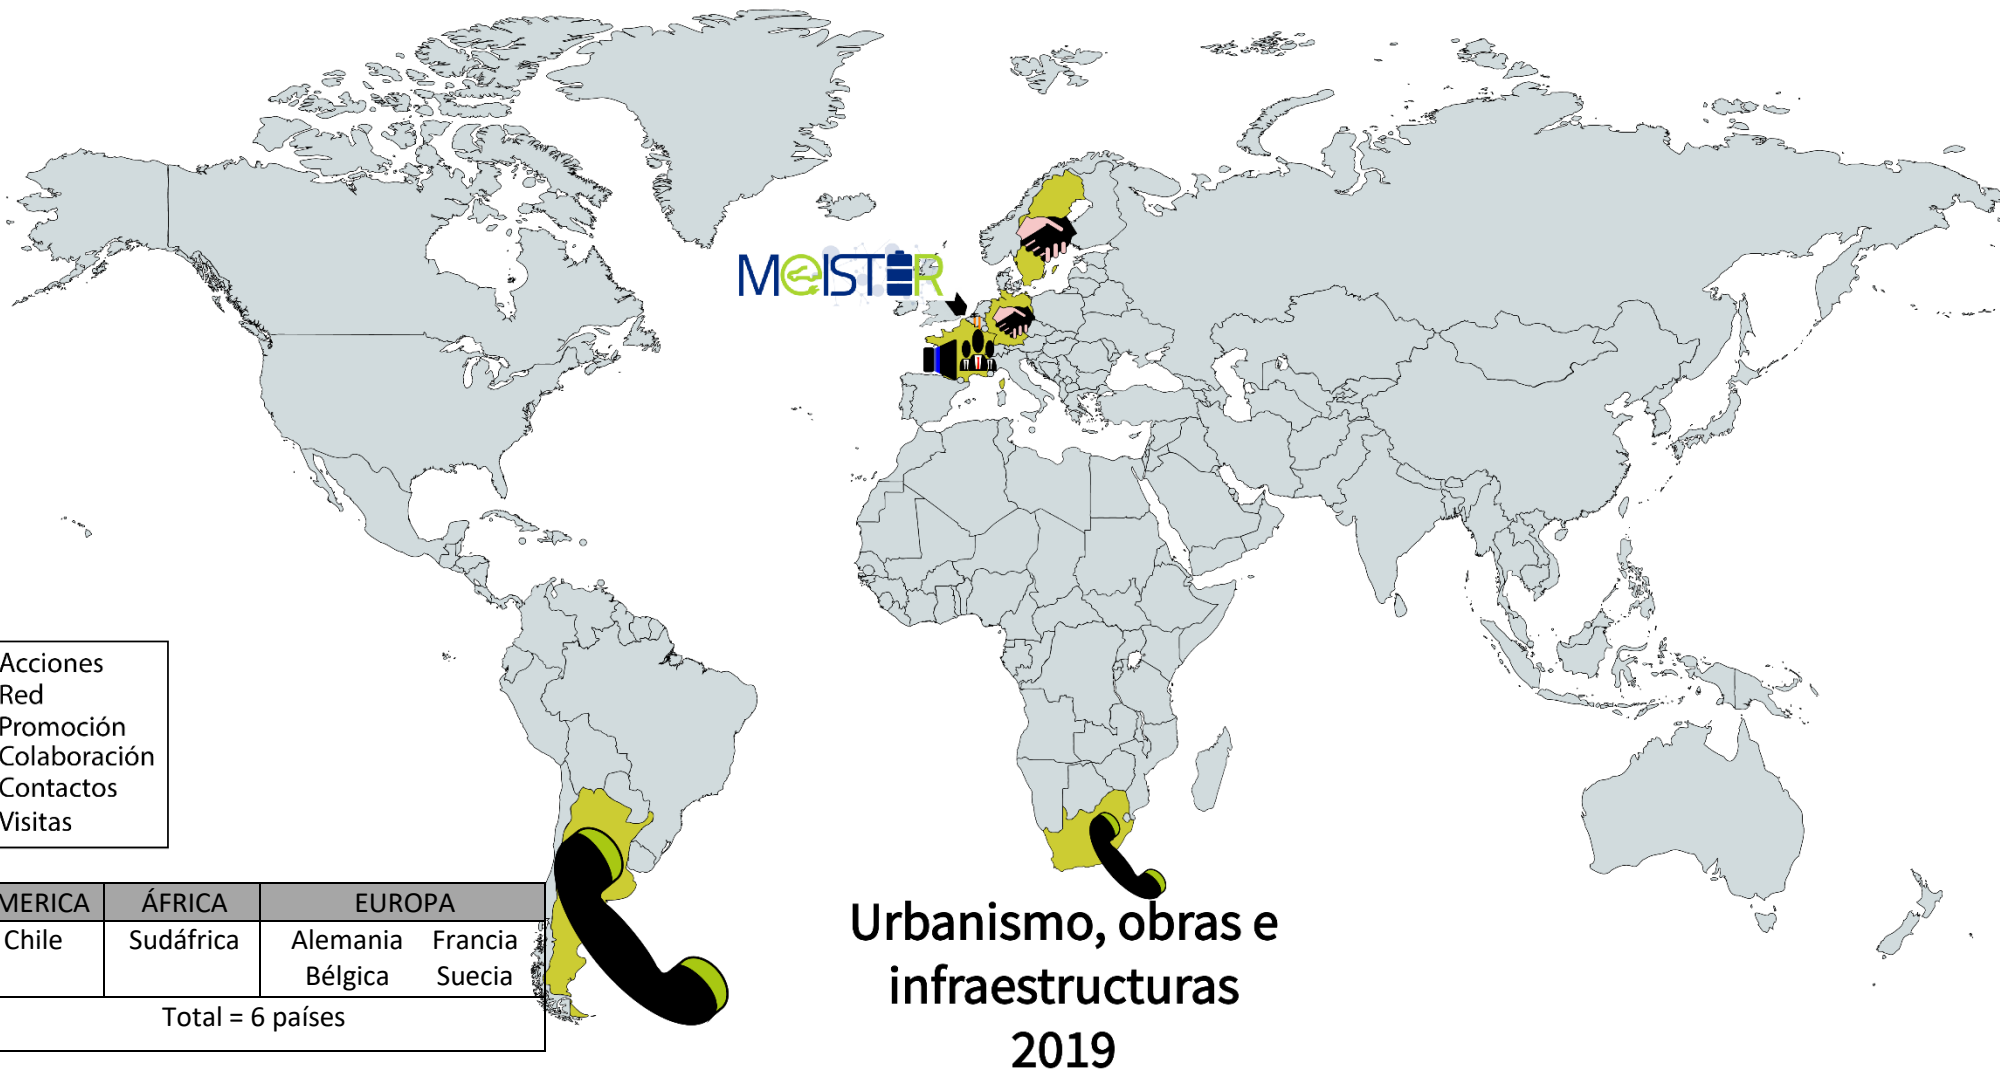 MEISTER
Acciones
Red
Promoción
Colaboración
Contactos
Visitas
MERICA ÁFRICA EUROPA
Chile Sudáfrica Alemania Francia
Bélgica Suecia
Total = 6 países
Urbanismo, obras e
infraestructuras
2019